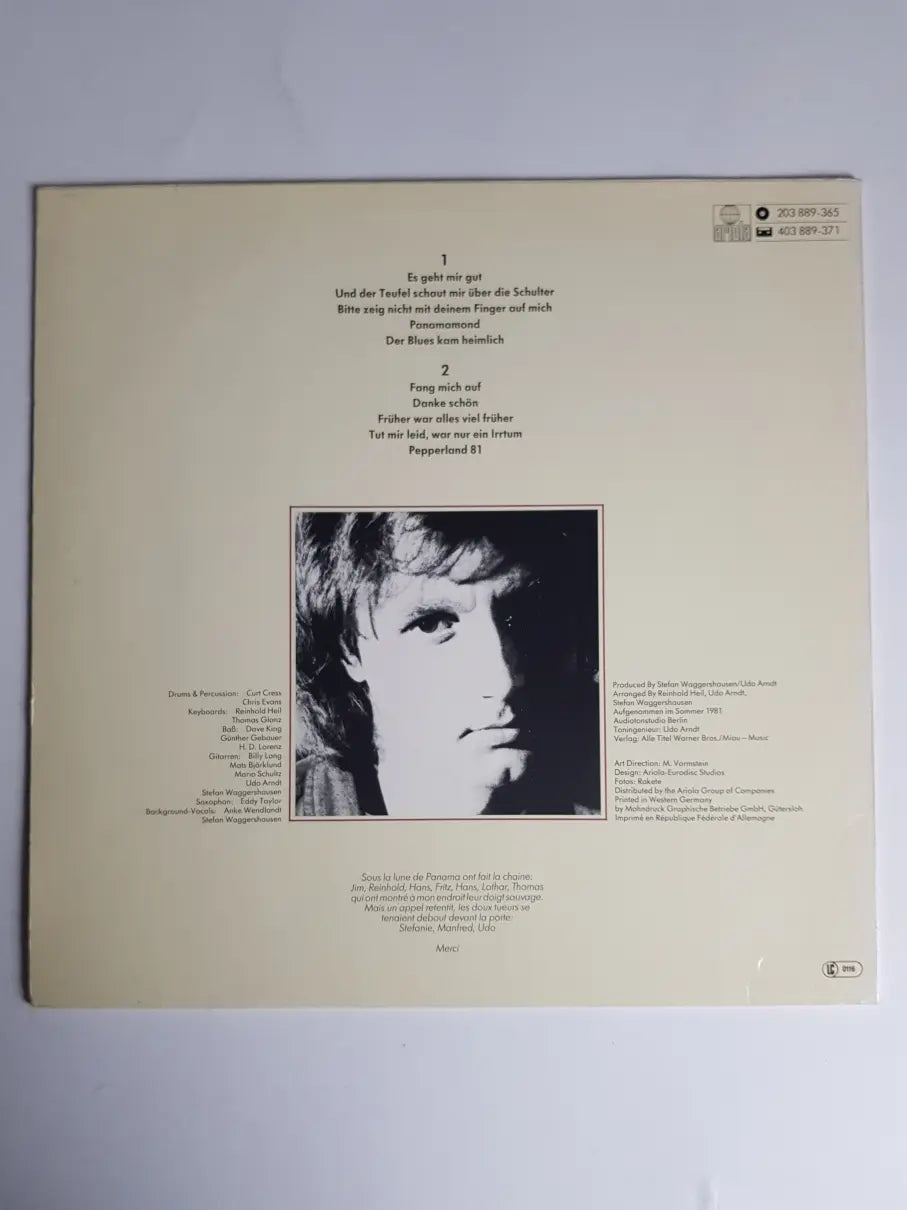 ARIOLA
203 889-365
403 889-371
1
Es geht mir gut
Und der Teufel schaut mir über die Schulter
Bitte zeig nicht mit deinem Finger auf mich
Panamamond
Der Blues kam heimlich
2
Fang mich auf
Danke schön
Früher war alles viel früher
Tut mir leid, war nur ein Irrtum
Pepperland 81
Drums & Percussion: Curt Cress
Chris Evans
Keyboards: Reinhold Heil
Thomas Glanz
Baß: Dave King
Günther Gebauer
H. D. Lorenz
Gitarren: Billy Lang
Mats Björklund
Mario Schulz
Udo Arndt
Stefan Waggershausen
Saxophon: Eddy Taylor
Background-Vocals: Anke Wendlandt
Stefan Waggershausen
Produced By Stefan Waggershausen/Udo Arndt
Arranged By Reinhold Heil, Udo Arndt,
Stefan Waggershausen
Aufgenommen im Sommer 1981
Audiotonstudio Berlin
Toningenieur: Udo Arndt
Verlag: Alle Titel Warner Bros./Miau-Music
Art Direction: M. Vormstein
Design: Ariola-Eurodisc Studios
Fotos: Rakete
Distributed by the Ariola Group of Companies
Printed in Western Germany
by Mohndruck Graphische Betriebe GmbH, Gütersloh
Imprimé en République Fédérale d'Allemagne
Sous la lune de Panama ont fait la chaine:
Jim, Reinhold, Hans, Fritz, Hans, Lothar, Thomas
qui ont montré à mon endroit leur doigt sauvage.
Mais un appel retentit, les doux tueurs se
tenaient debout devant la porte:
Stefanie, Manfred, Udo
Merci
LC 0116